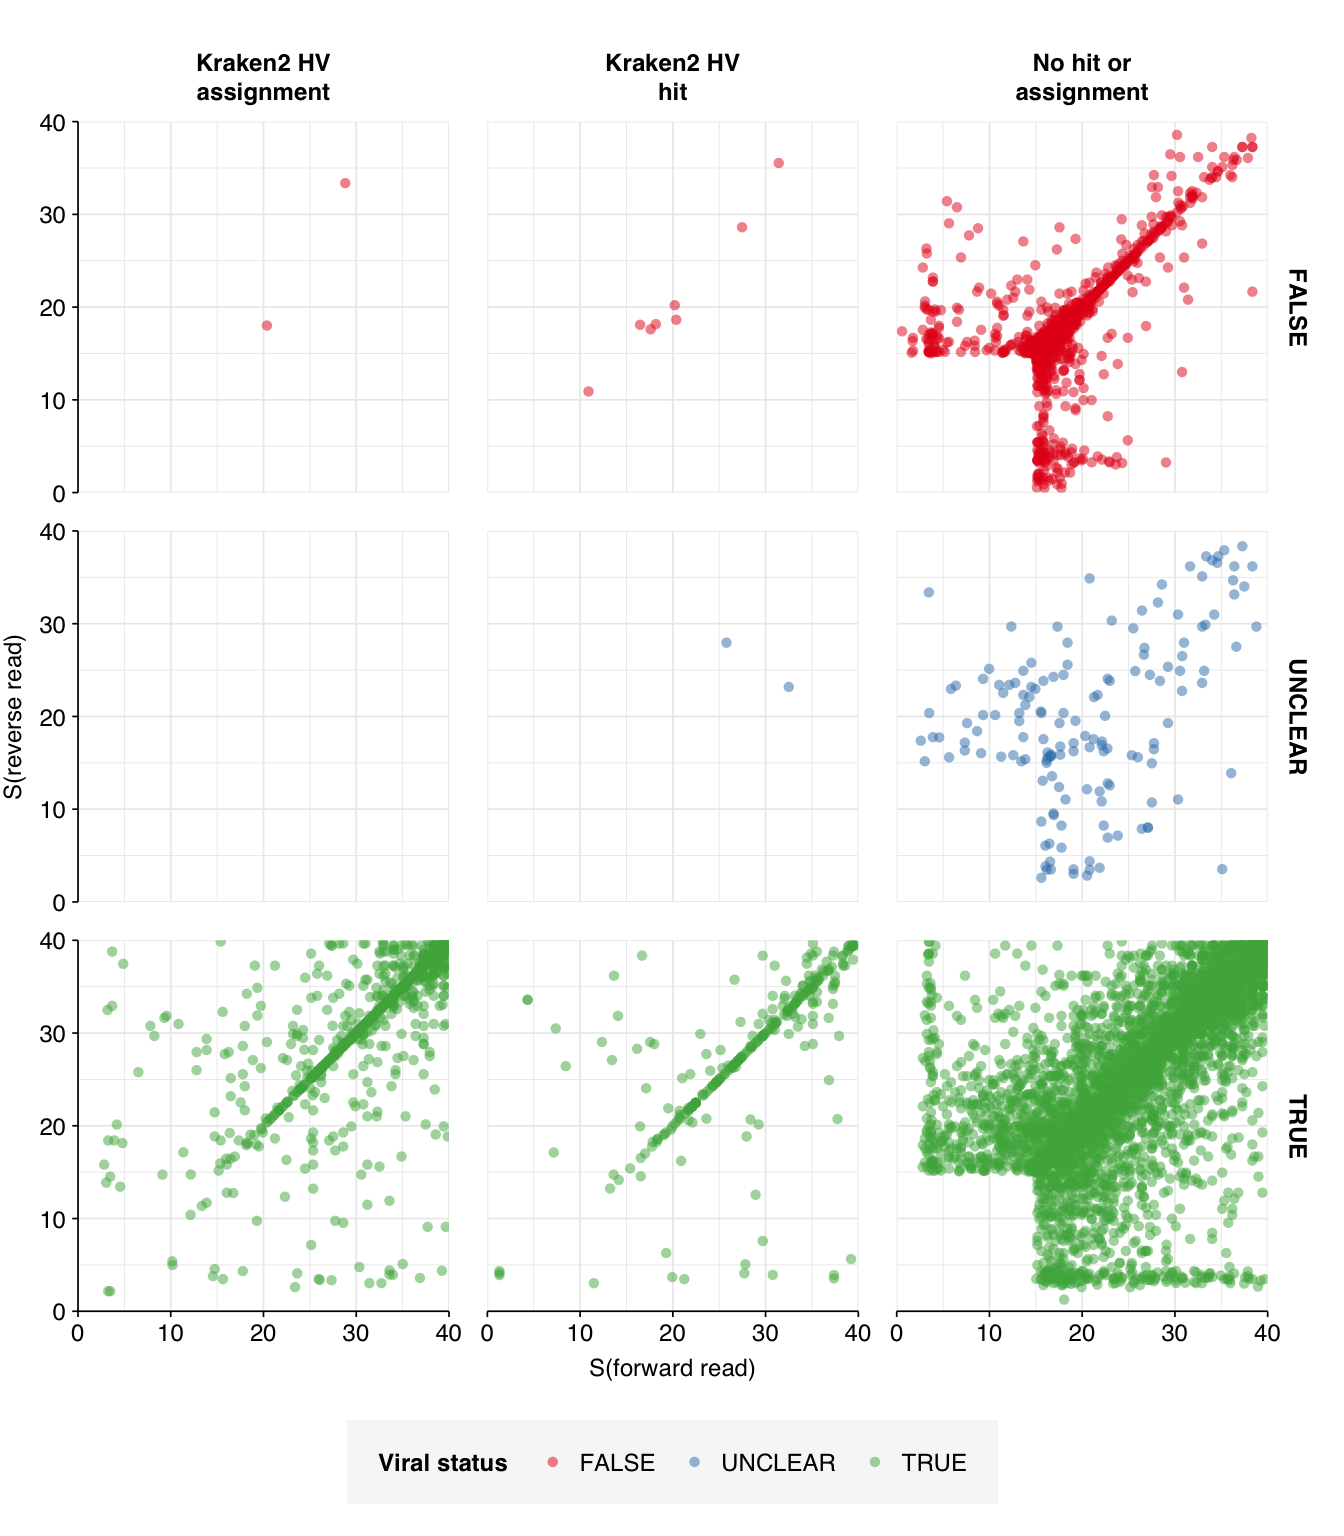 Kraken2 HV
assignment
Kraken2 HV
hit
No hit or
assignment
40
30
20
10
0
FALSE
40
30
20
10
0
UNCLEAR
S(reverse read)
40
30
20
10
0
TRUE
0 10 20 30 40
0 10 20 30 40
0 10 20 30 40
S(forward read)
Viral status FALSE UNCLEAR TRUE